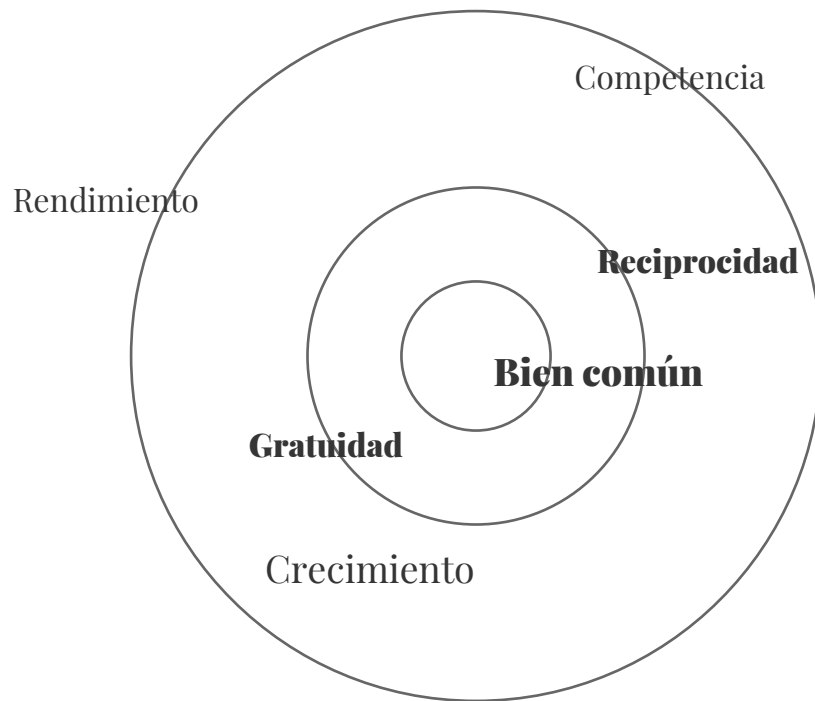 Competencia
Rendimiento
Reciprocidad
Bien común
Gratuidad
Crecimiento